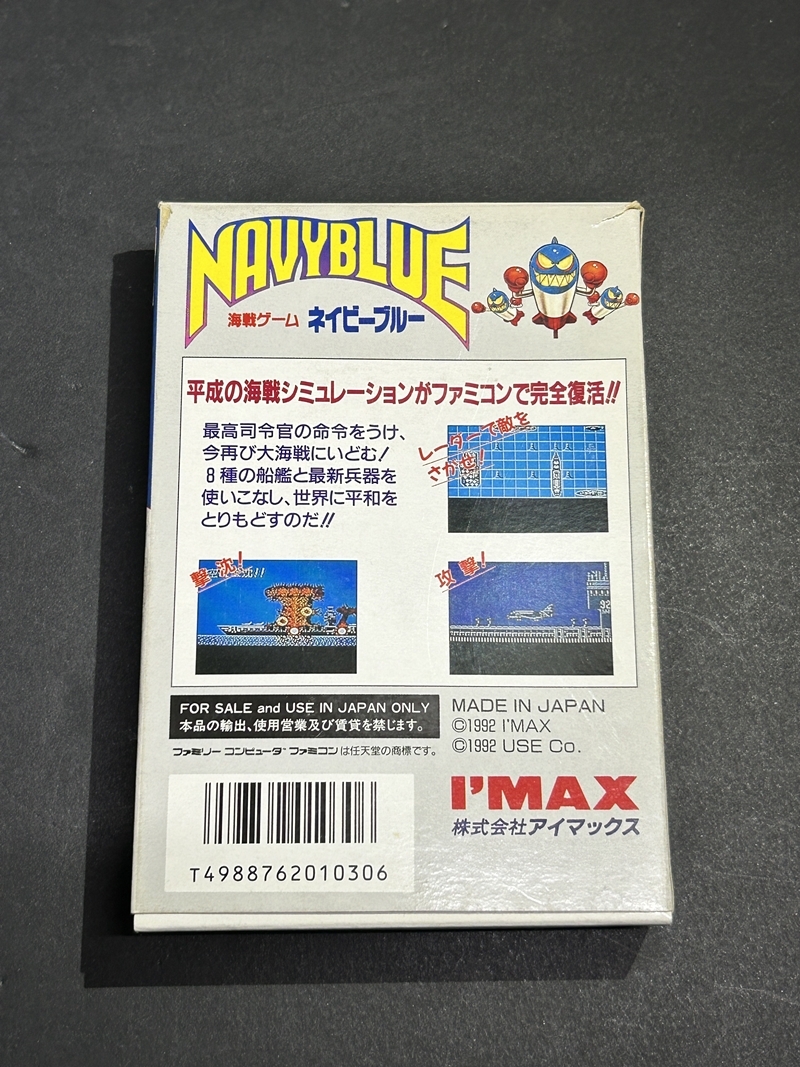 NAVYBLUE
海戦ゲーム ネイビーブルー
平成の海戦シミュレーションがファミコンで完全復活!!
最高司令官の命令をうけ、
今再び大海戦にいどむ!
8種の船艦と最新兵器を
使いこなし、世界に平和を
とりもどすのだ!!
レーダーで敵を
さがせ!
撃沈!
攻撃!
92
FOR SALE and USE IN JAPAN ONLY
本品の輸出、使用営業及び賃貸を禁じます。
ファミリーコンピュータ™ ファミコンは任天堂の商標です。
MADE IN JAPAN
©1992 I'MAX
©1992 USE Co.
I'MAX
株式会社アイマックス
T4988762010306